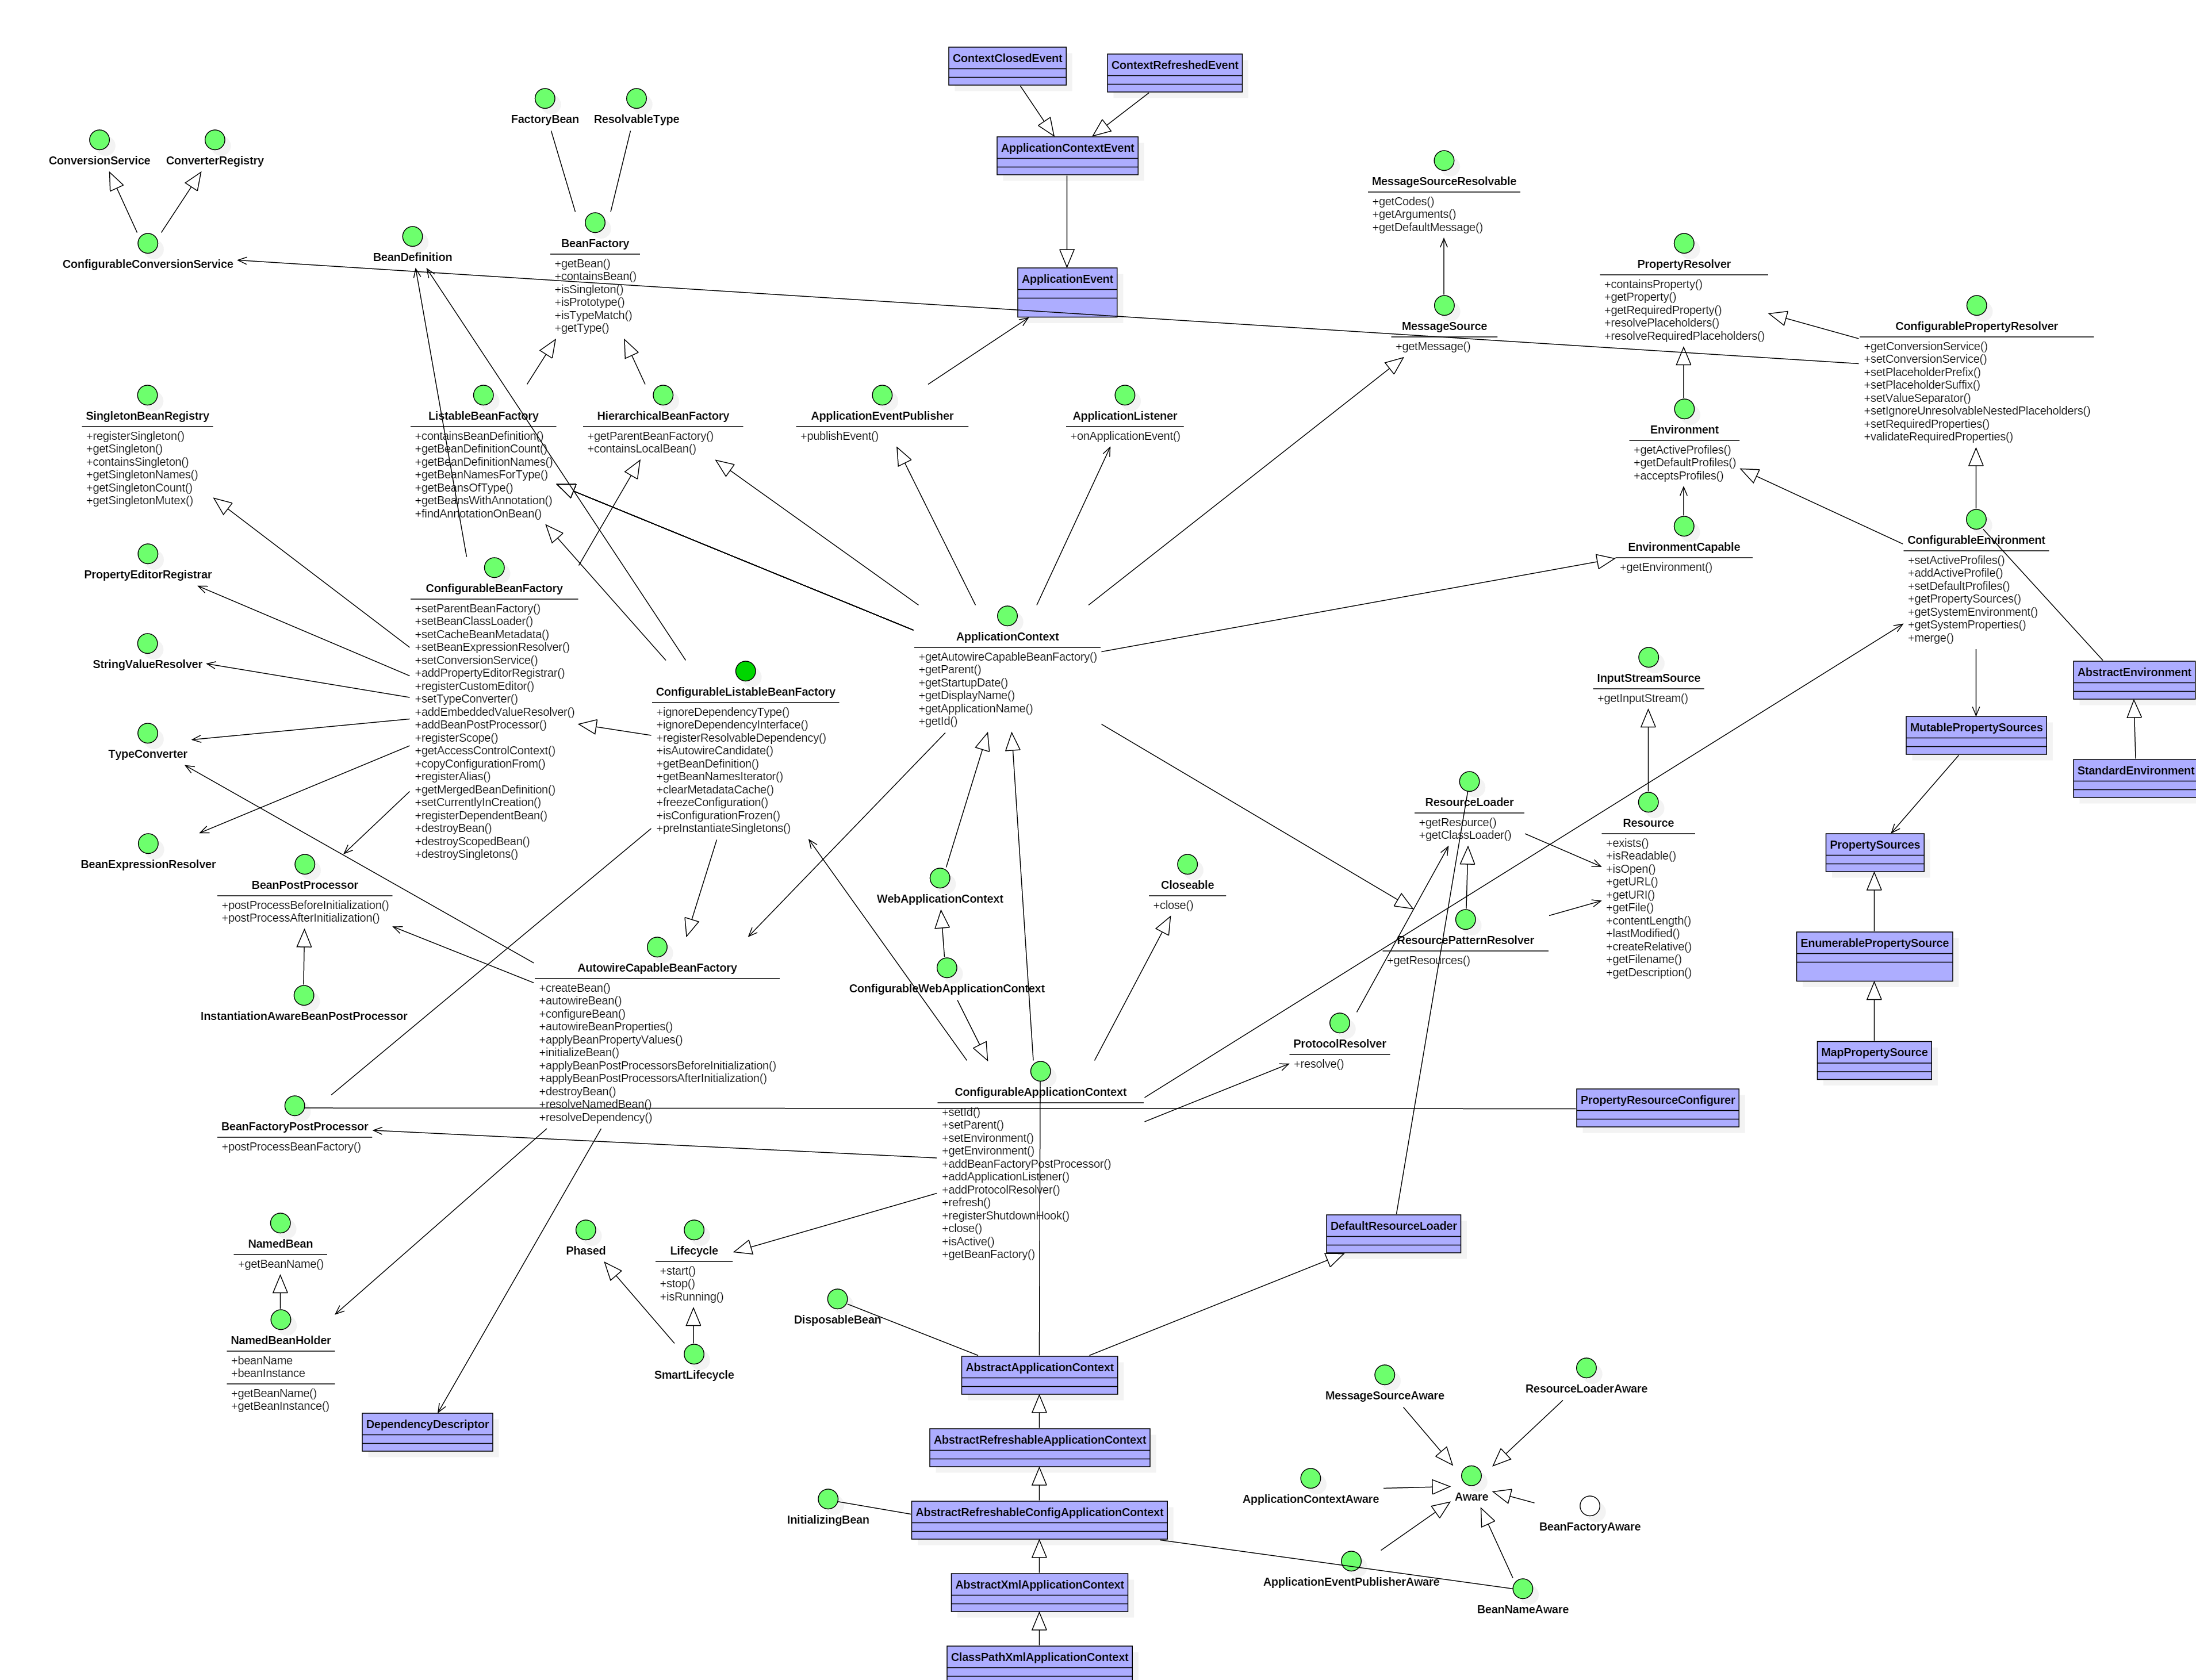 ContextClosedEvent
ContextRefreshedEvent
FactoryBean
ResolvableType
ConversionService
ConverterRegistry
ApplicationContextEvent
MessageSourceResolvable
+getCodes()
+getArguments()
+getDefaultMessage()
ConfigurableConversionService
BeanDefinition
BeanFactory
+getBean()
+containsBean()
+isSingleton()
+isPrototype()
+isTypeMatch()
+getType()
ApplicationEvent
PropertyResolver
+containsProperty()
+getProperty()
+getRequiredProperty()
+resolvePlaceholders()
+resolveRequiredPlaceholders()
MessageSource
+getMessage()
ConfigurablePropertyResolver
+getConversionService()
+setConversionService()
+setPlaceholderPrefix()
+setPlaceholderSuffix()
+setValueSeparator()
+setIgnoreUnresolvableNestedPlaceholders()
+setRequiredProperties()
+validateRequiredProperties()
SingletonBeanRegistry
+registerSingleton()
+getSingleton()
+containsSingleton()
+getSingletonNames()
+getSingletonCount()
+getSingletonMutex()
ListableBeanFactory
+containsBeanDefinition()
+getBeanDefinitionCount()
+getBeanDefinitionNames()
+getBeanNamesForType()
+getBeansOfType()
+getBeansWithAnnotation()
+findAnnotationOnBean()
HierarchicalBeanFactory
+getParentBeanFactory()
+containsLocalBean()
ApplicationEventPublisher
+publishEvent()
ApplicationListener
+onApplicationEvent()
Environment
+getActiveProfiles()
+getDefaultProfiles()
+acceptsProfiles()
EnvironmentCapable
+getEnvironment()
ConfigurableEnvironment
+setActiveProfiles()
+addActiveProfile()
+setDefaultProfiles()
+getPropertySources()
+getSystemEnvironment()
+getSystemProperties()
+merge()
PropertyEditorRegistrar
StringValueResolver
TypeConverter
BeanExpressionResolver
ConfigurableBeanFactory
+setParentBeanFactory()
+setBeanClassLoader()
+setCacheBeanMetadata()
+setBeanExpressionResolver()
+setConversionService()
+addPropertyEditorRegistrar()
+registerCustomEditor()
+setTypeConverter()
+addEmbeddedValueResolver()
+addBeanPostProcessor()
+registerScope()
+getAccessControlContext()
+copyConfigurationFrom()
+registerAlias()
+getMergedBeanDefinition()
+setCurrentlyInCreation()
+registerDependentBean()
+destroyBean()
+destroyScopedBean()
+destroySingletons()
ConfigurableListableBeanFactory
+ignoreDependencyType()
+ignoreDependencyInterface()
+registerResolvableDependency()
+isAutowireCandidate()
+getBeanDefinition()
+getBeanNamesIterator()
+clearMetadataCache()
+freezeConfiguration()
+isConfigurationFrozen()
+preInstantiateSingletons()
ApplicationContext
+getAutowireCapableBeanFactory()
+getParent()
+getStartupDate()
+getDisplayName()
+getApplicationName()
+getId()
InputStreamSource
+getInputStream()
AbstractEnvironment
MutablePropertySources
StandardEnvironment
ResourceLoader
+getResource()
+getClassLoader()
Resource
+exists()
+isReadable()
+isOpen()
+getURL()
+getURI()
+getFile()
+contentLength()
+lastModified()
+createRelative()
+getFilename()
+getDescription()
PropertySources
BeanPostProcessor
+postProcessBeforeInitialization()
+postProcessAfterInitialization()
WebApplicationContext
Closeable
+close()
ResourcePatternResolver
+getResources()
EnumerablePropertySource
InstantiationAwareBeanPostProcessor
AutowireCapableBeanFactory
+createBean()
+autowireBean()
+configureBean()
+autowireBeanProperties()
+applyBeanPropertyValues()
+initializeBean()
+applyBeanPostProcessorsBeforeInitialization()
+applyBeanPostProcessorsAfterInitialization()
+destroyBean()
+resolveNamedBean()
+resolveDependency()
ConfigurableWebApplicationContext
ProtocolResolver
+resolve()
MapPropertySource
BeanFactoryPostProcessor
+postProcessBeanFactory()
ConfigurableApplicationContext
+setId()
+setParent()
+setEnvironment()
+getEnvironment()
+addBeanFactoryPostProcessor()
+addApplicationListener()
+addProtocolResolver()
+refresh()
+registerShutdownHook()
+close()
+isActive()
+getBeanFactory()
PropertyResourceConfigurer
NamedBean
+getBeanName()
Phased
Lifecycle
+start()
+stop()
+isRunning()
DefaultResourceLoader
NamedBeanHolder
+beanName
+beanInstance
+getBeanName()
+getBeanInstance()
DisposableBean
SmartLifecycle
AbstractApplicationContext
MessageSourceAware
ResourceLoaderAware
DependencyDescriptor
AbstractRefreshableApplicationContext
ApplicationContextAware
Aware
BeanFactoryAware
InitializingBean
AbstractRefreshableConfigApplicationContext
ApplicationEventPublisherAware
BeanNameAware
AbstractXmlApplicationContext
ClassPathXmlApplicationContext